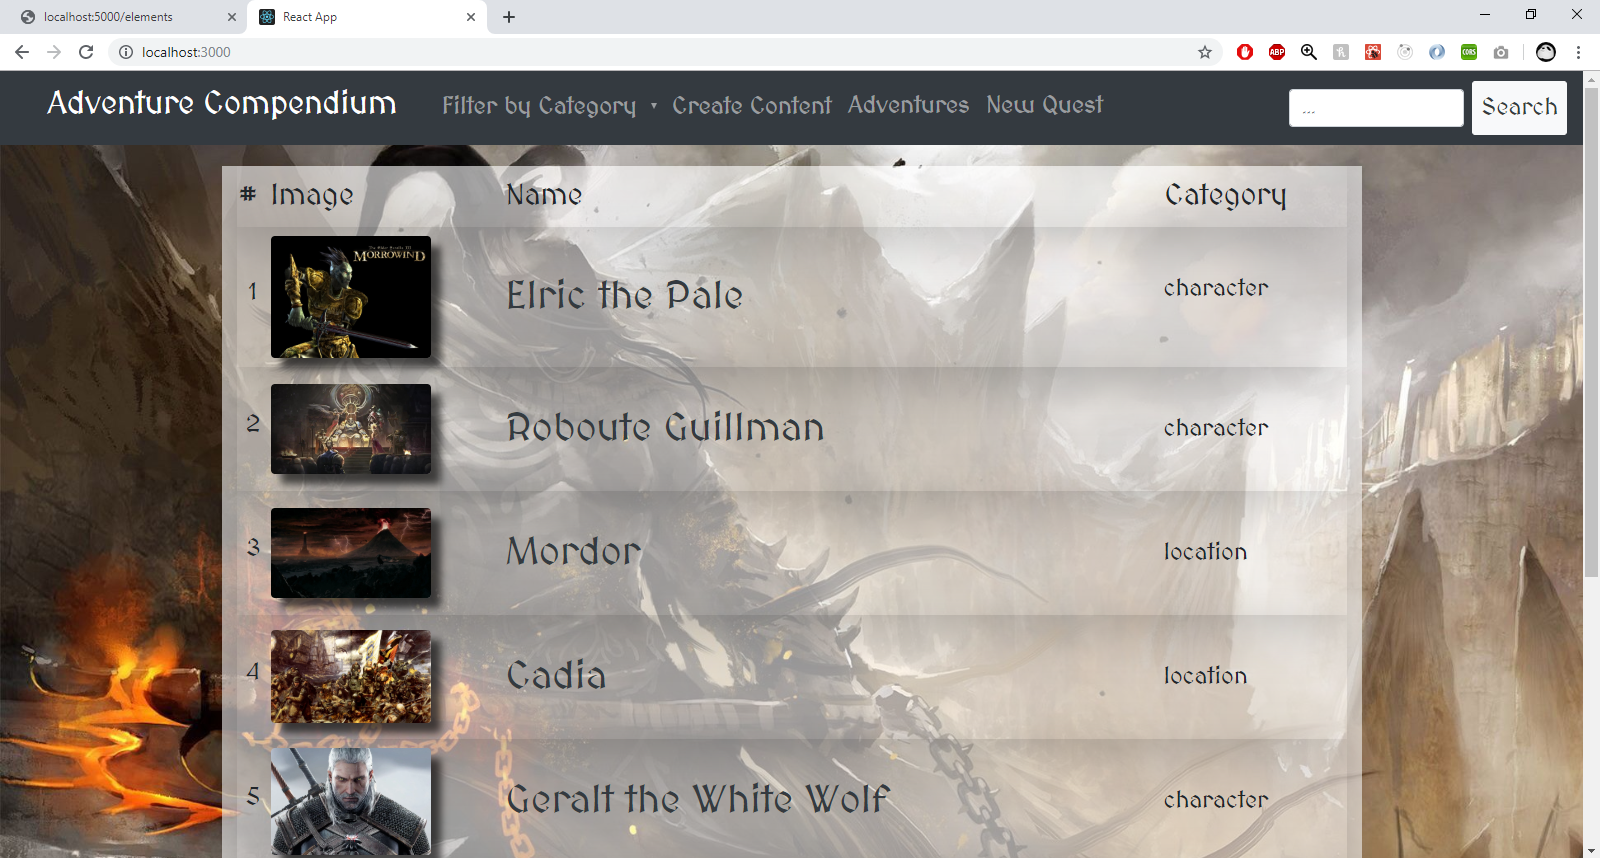 localhost:5000/elements
React App
localhost:3000
ABP
CORS
Adventure Compendium
Filter by Category
Create Content
Adventures
New Quest
...
Search
# Image Name Category
The Elder Scrolls III
MORROWIND
1 Elric the Pale character
2 Roboute Guillman character
3 Mordor location
4 Cadia location
5 Geralt the White Wolf character